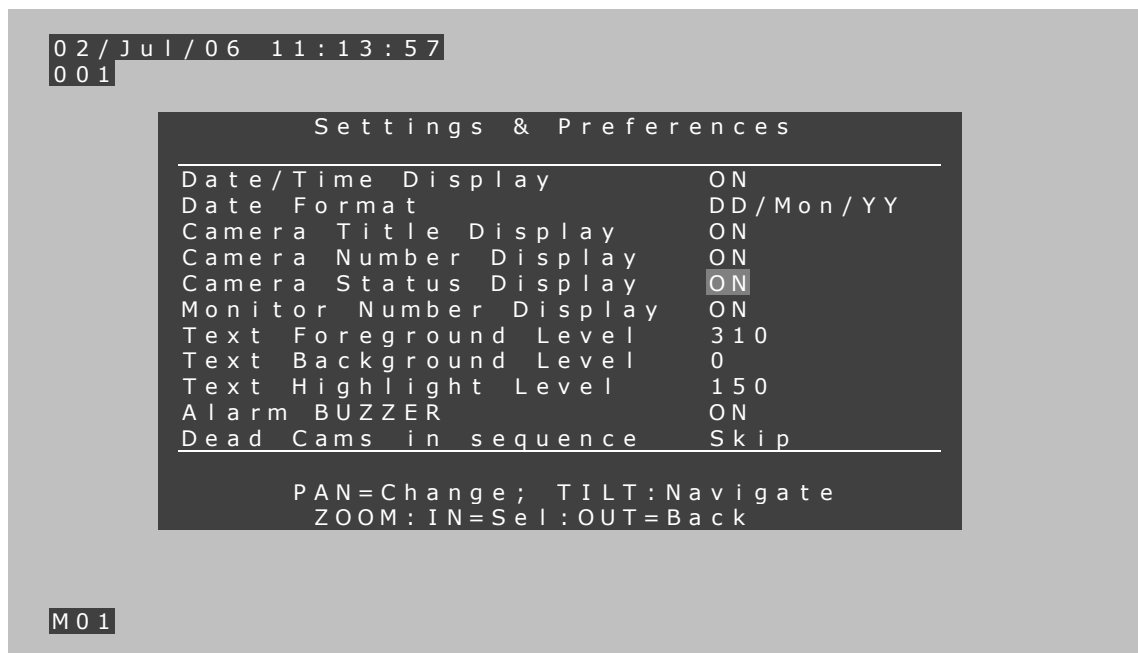 02/Jul/06 11:13:57
001
Settings & Preferences
Date/Time Display ON
Date Format DD/Mon/YY
Camera Title Display ON
Camera Number Display ON
Camera Status Display ON
Monitor Number Display ON
Text Foreground Level 310
Text Background Level 0
Text Highlight Level 150
Alarm BUZZER ON
Dead Cams in sequence Skip
PAN=Change; TILT:Navigate
ZOOM:IN=Sel:OUT=Back
M01